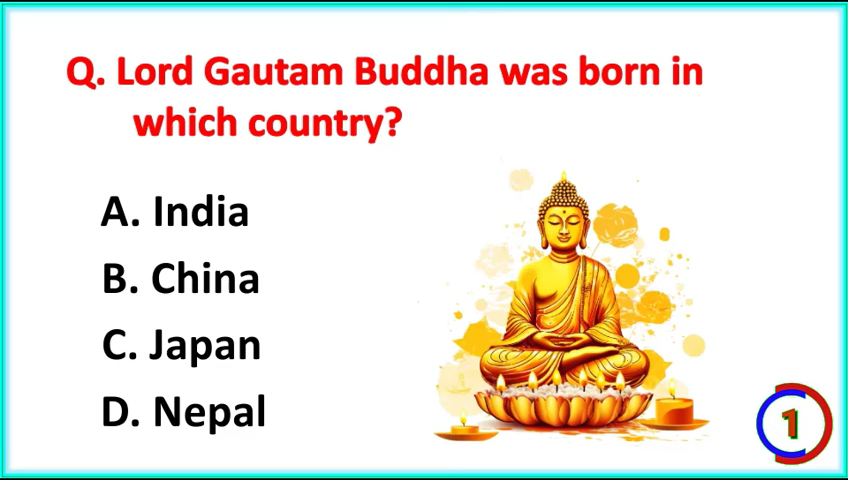 Q. Lord Gautam Buddha was born in
which country?
A. India
B. China
C. Japan
D. Nepal
1